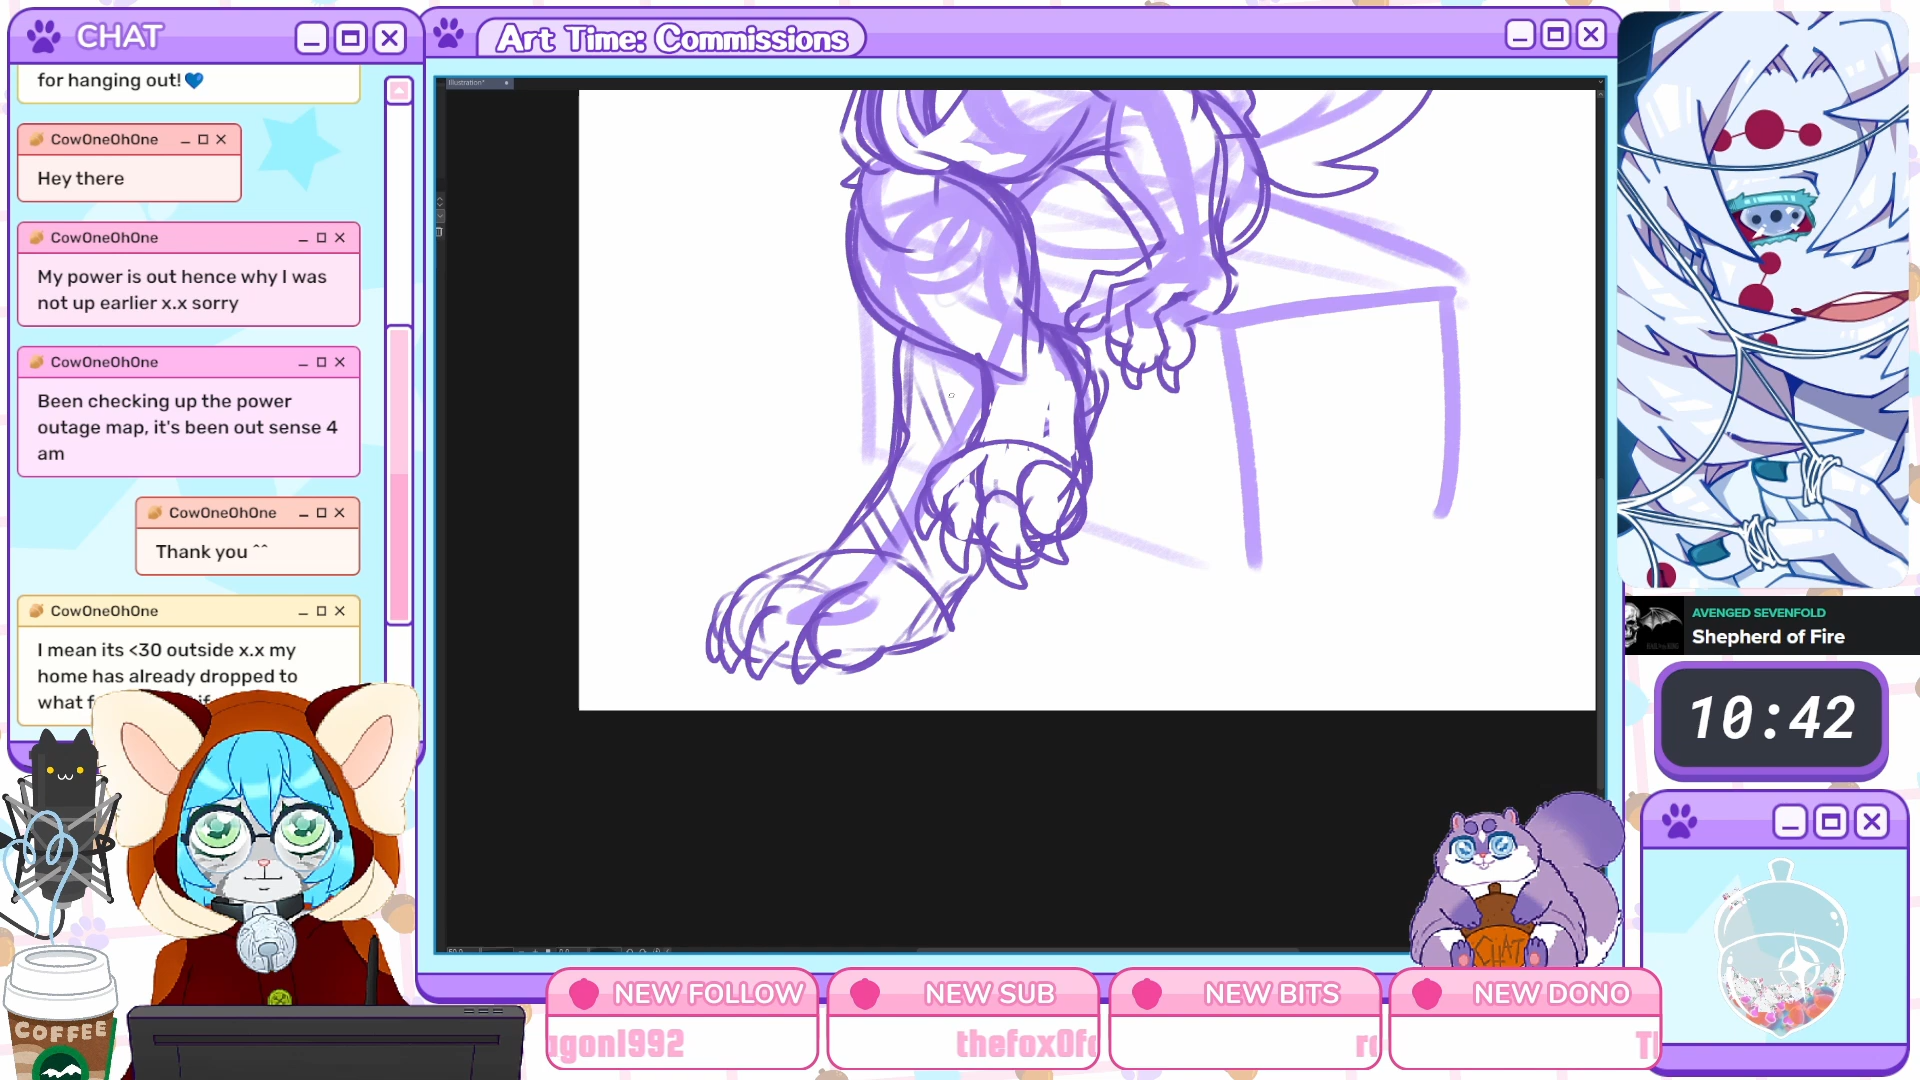 CHAT
for hanging out!💙
CowOneOhOne
Hey there
CowOneOhOne
My power is out hence why I was
not up earlier x.x sorry
CowOneOhOne
Been checking up the power
outage map, it's been out sense 4
am
CowOneOhOne
Thank you ^^
CowOneOhOne
I mean its <30 outside x.x my
home has already dropped to
what f
Art Time: Commissions
Illustration*
AVENGED SEVENFOLD
Shepherd of Fire
10:42
CHAT
COFFEE
NEW FOLLOW
agon1992
NEW SUB
thefox0f
NEW BITS
NEW DONO